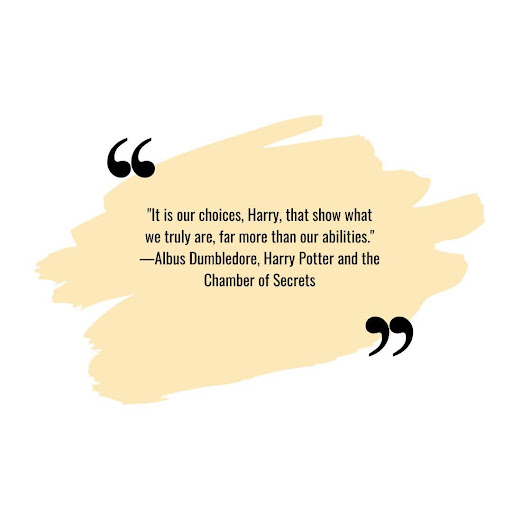 "It is our choices, Harry, that show what
we truly are, far more than our abilities."
—Albus Dumbledore, Harry Potter and the
Chamber of Secrets